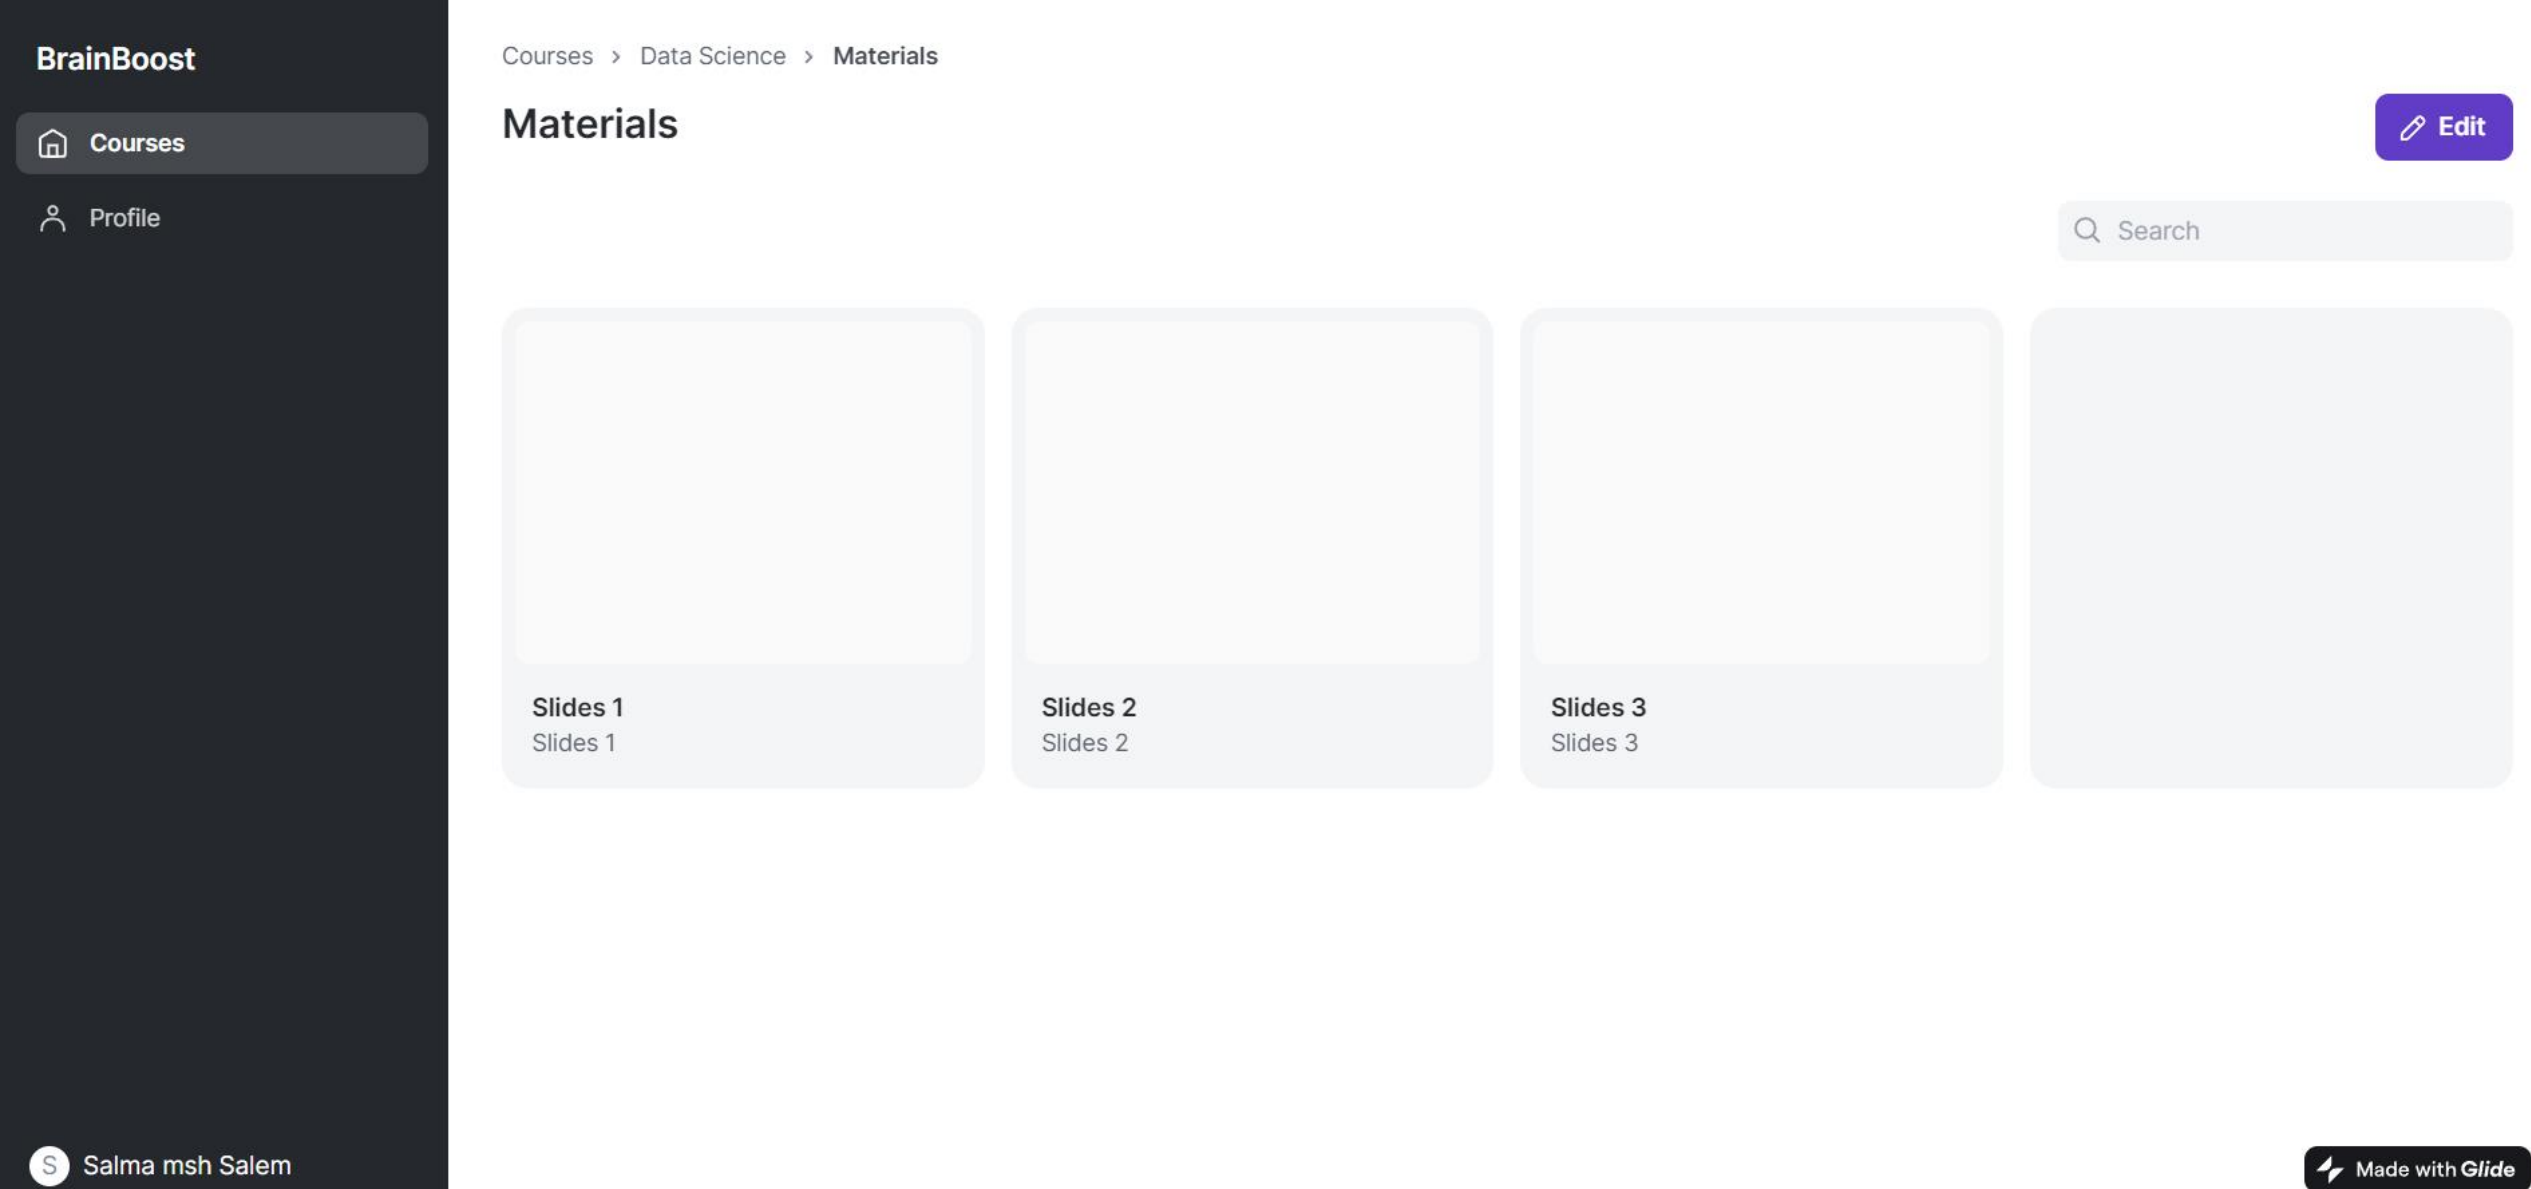 BrainBoost
Courses
Profile
Courses > Data Science > Materials
Materials
Edit
Search
Slides 1
Slides 1
Slides 2
Slides 2
Slides 3
Slides 3
S Salma msh Salem
Made with Glide